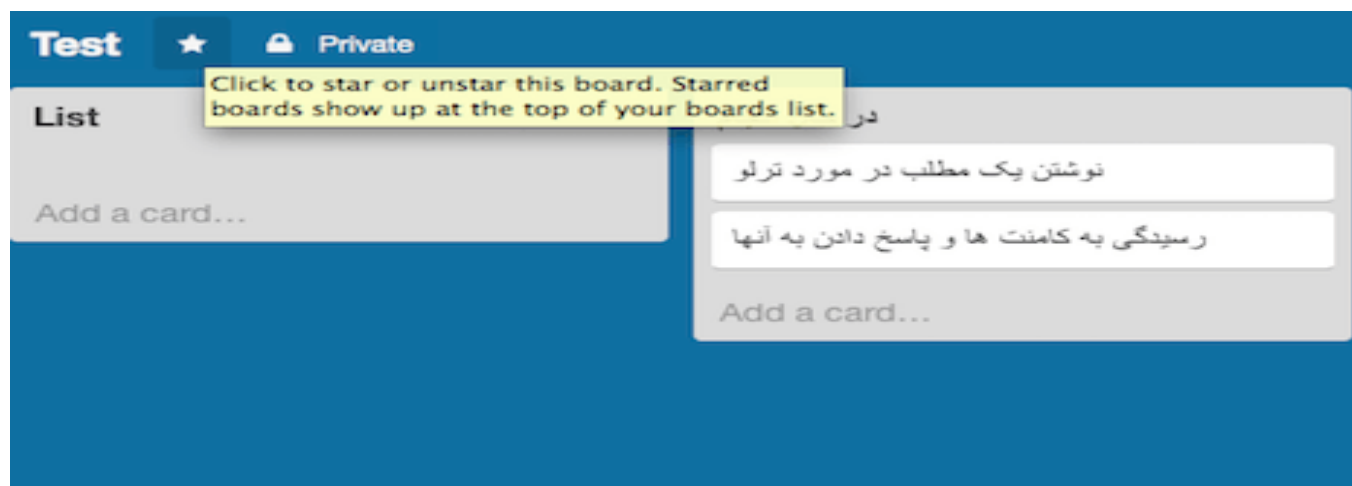 Test Private
Click to star or unstar this board. Starred
boards show up at the top of your boards list.
List
Add a card...
در
نوشتن یک مطلب در مورد ترلو
رسیدگی به کامنت ها و پاسخ دادن به آنها
Add a card...